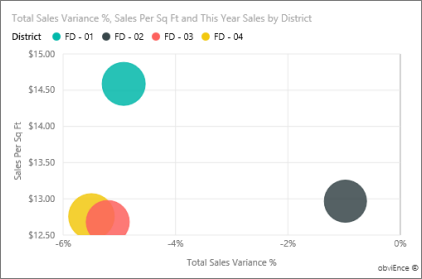 Total Sales Variance %, Sales Per Sq Ft and This Year Sales by District
District FD - 01 FD - 02 FD - 03 FD - 04
$15.00
$14.50
$14.00
$13.50
$13.00
$12.50
Sales Per Sq Ft
-6% -4% -2% 0%
Total Sales Variance %
obviEnce ©